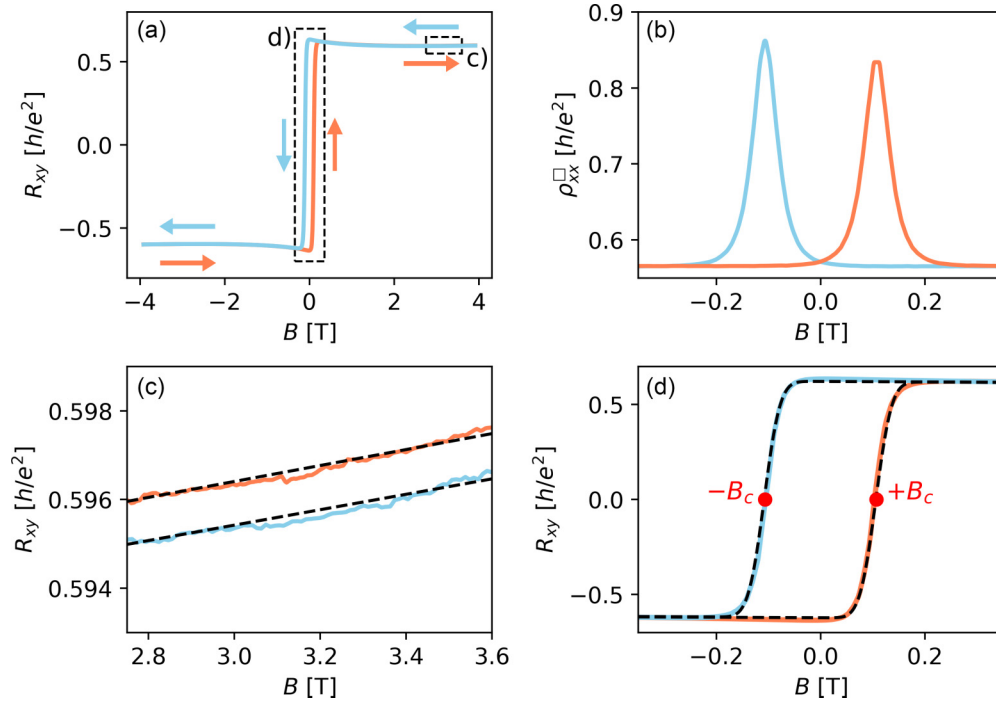 (a)
d)
c)
0.5
0.0
−0.5
R_xy [h/e²]
−4 −2 0 2 4
B [T]
(b)
0.9
0.8
0.7
0.6
ρ□xx [h/e²]
−0.2 0.0 0.2
B [T]
(c)
0.598
0.596
0.594
R_xy [h/e²]
2.8 3.0 3.2 3.4 3.6
B [T]
(d)
0.5
0.0
−0.5
R_xy [h/e²]
−B_c
+B_c
−0.2 0.0 0.2
B [T]